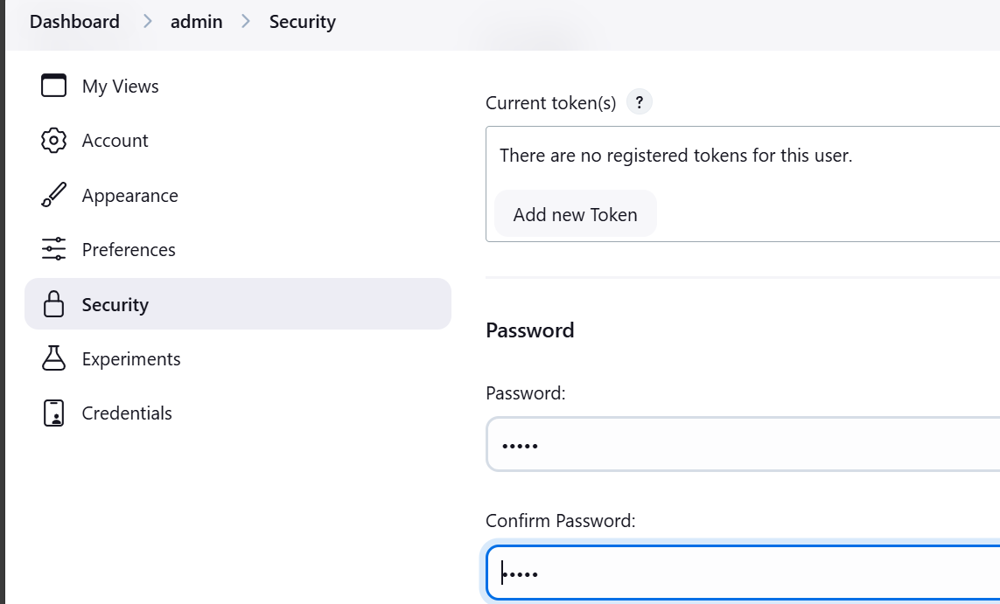 Dashboard > admin > Security
My Views
Account
Appearance
Preferences
Security
Experiments
Credentials
Current token(s) ?
There are no registered tokens for this user.
Add new Token
Password
Password:
•••••
Confirm Password:
•••••